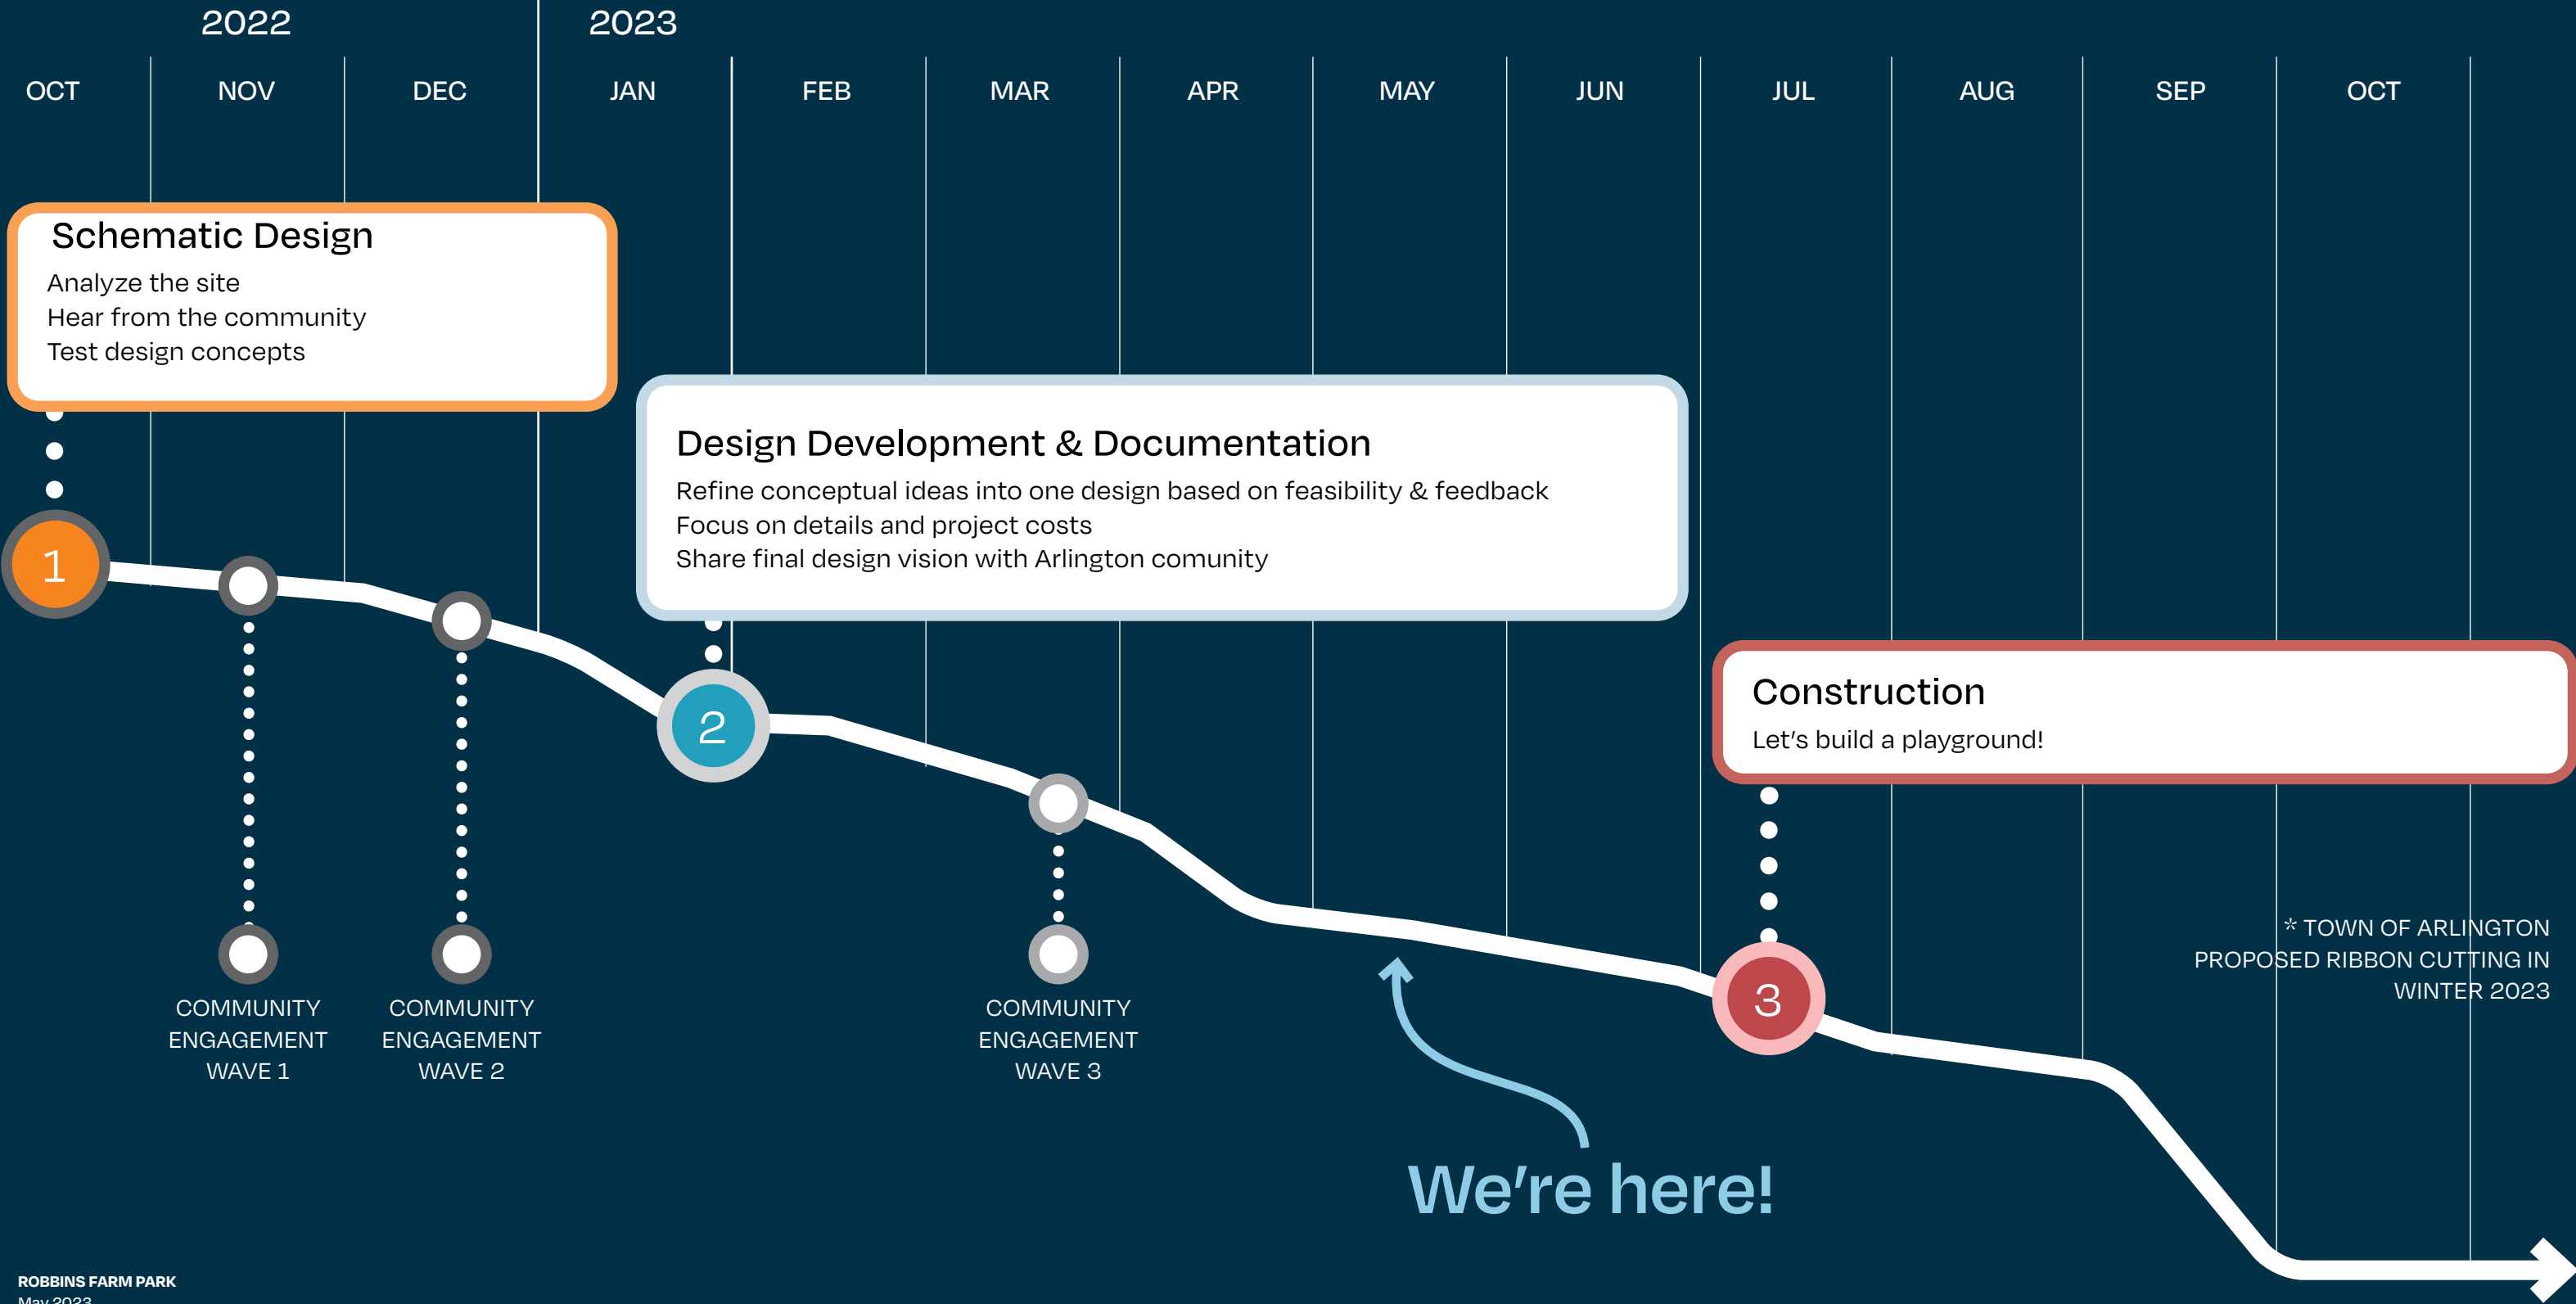 2022 2023
OCT NOV DEC JAN FEB MAR APR MAY JUN JUL AUG SEP OCT
Schematic Design
Analyze the site
Hear from the community
Test design concepts
Design Development & Documentation
Refine conceptual ideas into one design based on feasibility & feedback
Focus on details and project costs
Share final design vision with Arlington comunity
Construction
Let's build a playground!
1
2
3
COMMUNITY
ENGAGEMENT
WAVE 1
COMMUNITY
ENGAGEMENT
WAVE 2
COMMUNITY
ENGAGEMENT
WAVE 3
* TOWN OF ARLINGTON
PROPOSED RIBBON CUTTING IN
WINTER 2023
We're here!
ROBBINS FARM PARK
May 2023